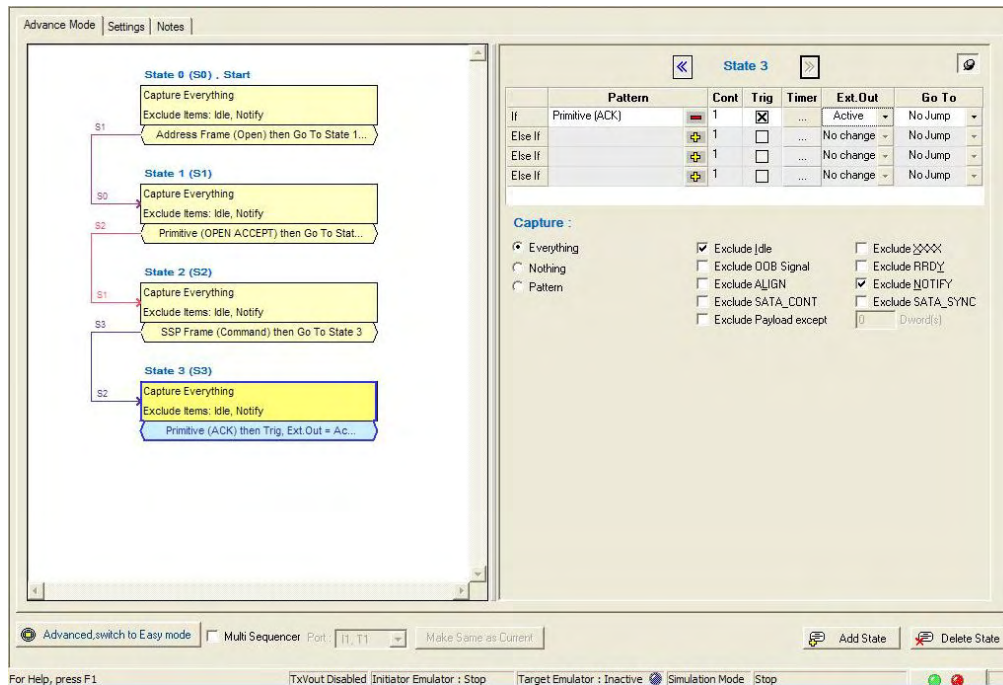 Advance Mode Settings Notes
State 0 (S0) , Start
Capture Everything
Exclude Items: Idle, Notify
Address Frame (Open) then Go To State 1...
S1
State 1 (S1)
S0
Capture Everything
Exclude Items: Idle, Notify
Primitive (OPEN ACCEPT) then Go To Stat...
S2
State 2 (S2)
S1
Capture Everything
Exclude Items: Idle, Notify
SSP Frame (Command) then Go To State 3
S3
State 3 (S3)
S2
Capture Everything
Exclude Items: Idle, Notify
Primitive (ACK) then Trig, Ext.Out = Ac...
State 3
Pattern Cont Trig Timer Ext.Out Go To
If Primitive (ACK) 1 ... Active No Jump
Else If 1 ... No change No Jump
Else If 1 ... No change No Jump
Else If 1 ... No change No Jump
Capture :
Everything
Nothing
Pattern
Exclude Idle
Exclude OOB Signal
Exclude ALIGN
Exclude SATA_CONT
Exclude Payload except 0 Dword(s)
Exclude XXXX
Exclude RRDY
Exclude NOTIFY
Exclude SATA_SYNC
Advanced,switch to Easy mode Multi Sequencer Port : I1, T1 Make Same as Current Add State Delete State
For Help, press F1 TxVout Disabled Initiator Emulator : Stop Target Emulator : Inactive Simulation Mode Stop